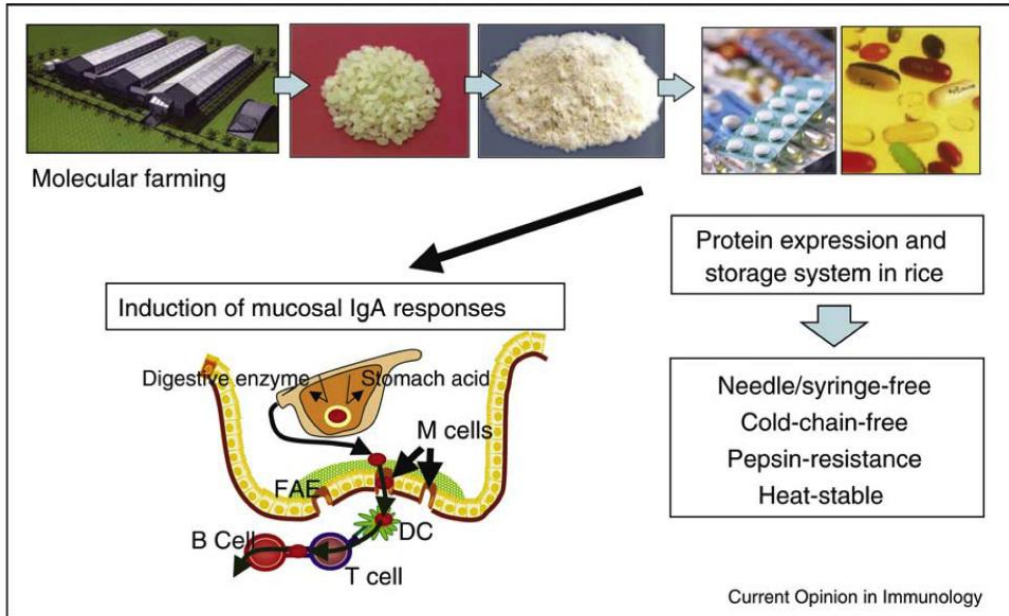 Molecular farming
Protein expression and
storage system in rice
Induction of mucosal IgA responses
Needle/syringe-free
Cold-chain-free
Pepsin-resistance
Heat-stable
Digestive enzyme
Stomach acid
M cells
FAE
DC
B Cell
T cell
Current Opinion in Immunology